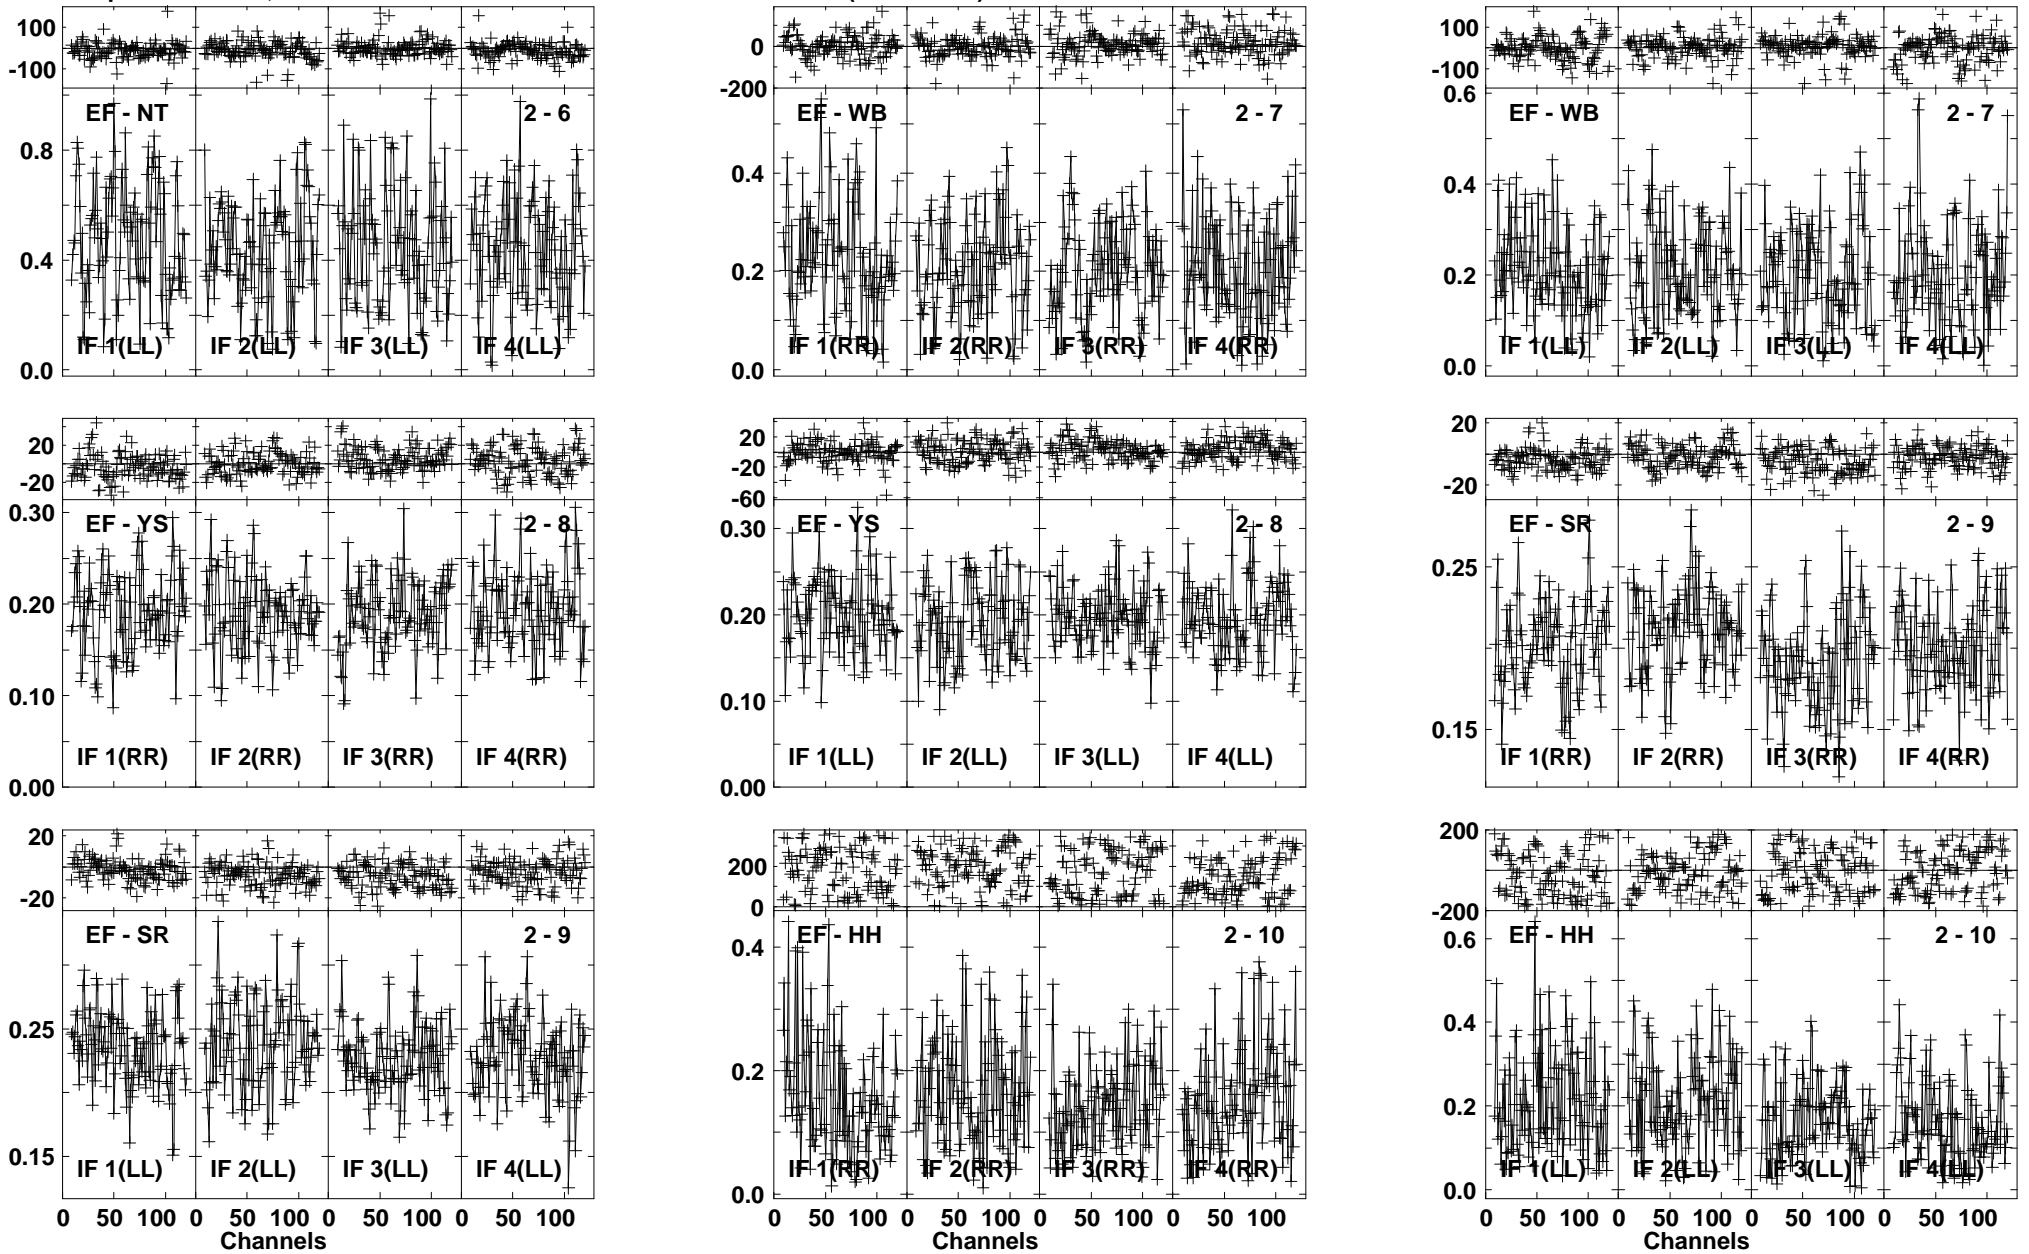 100
-100
EF - NT 2 - 6
0.8
0.4
0.0
IF 1(LL) IF 2(LL) IF 3(LL) IF 4(LL)
0
-200
EF - WB 2 - 7
0.4
0.2
0.0
IF 1(RR) IF 2(RR) IF 3(RR) IF 4(RR)
100
-100
0.6
EF - WB 2 - 7
0.4
0.2
0.0
IF 1(LL) IF 2(LL) IF 3(LL) IF 4(LL)
20
-20
0.30
EF - YS 2 - 8
0.20
0.10
IF 1(RR) IF 2(RR) IF 3(RR) IF 4(RR)
0.00
20
-20
-60
EF - YS 2 - 8
0.30
0.20
0.10
IF 1(LL) IF 2(LL) IF 3(LL) IF 4(LL)
0.00
20
-20
EF - SR 2 - 9
0.25
0.15
IF 1(RR) IF 2(RR) IF 3(RR) IF 4(RR)
20
-20
EF - SR 2 - 9
0.25
0.15
IF 1(LL) IF 2(LL) IF 3(LL) IF 4(LL)
0 50 100 0 50 100 0 50 100 0 50 100
Channels
200
0
EF - HH 2 - 10
0.4
0.2
IF 1(RR) IF 2(RR) IF 3(RR) IF 4(RR)
0.0
0 50 100 0 50 100 0 50 100 0 50 100
Channels
200
-200
EF - HH 2 - 10
0.6
0.4
0.2
IF 1(LL) IF 2(LL) IF 3(LL) IF 4(LL)
0.0
0 50 100 0 50 100 0 50 100 0 50 100
Channels